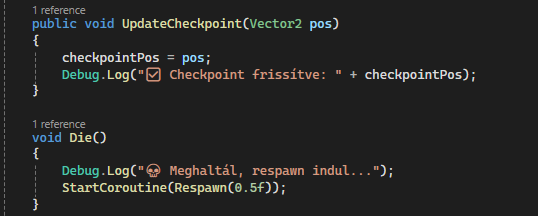 1 reference
public void UpdateCheckpoint(Vector2 pos)
{
checkpointPos = pos;
Debug.Log("☑ Checkpoint frissítve: " + checkpointPos);
}
1 reference
void Die()
{
Debug.Log("💀 Meghaltál, respawn indul...");
StartCoroutine(Respawn(0.5f));
}